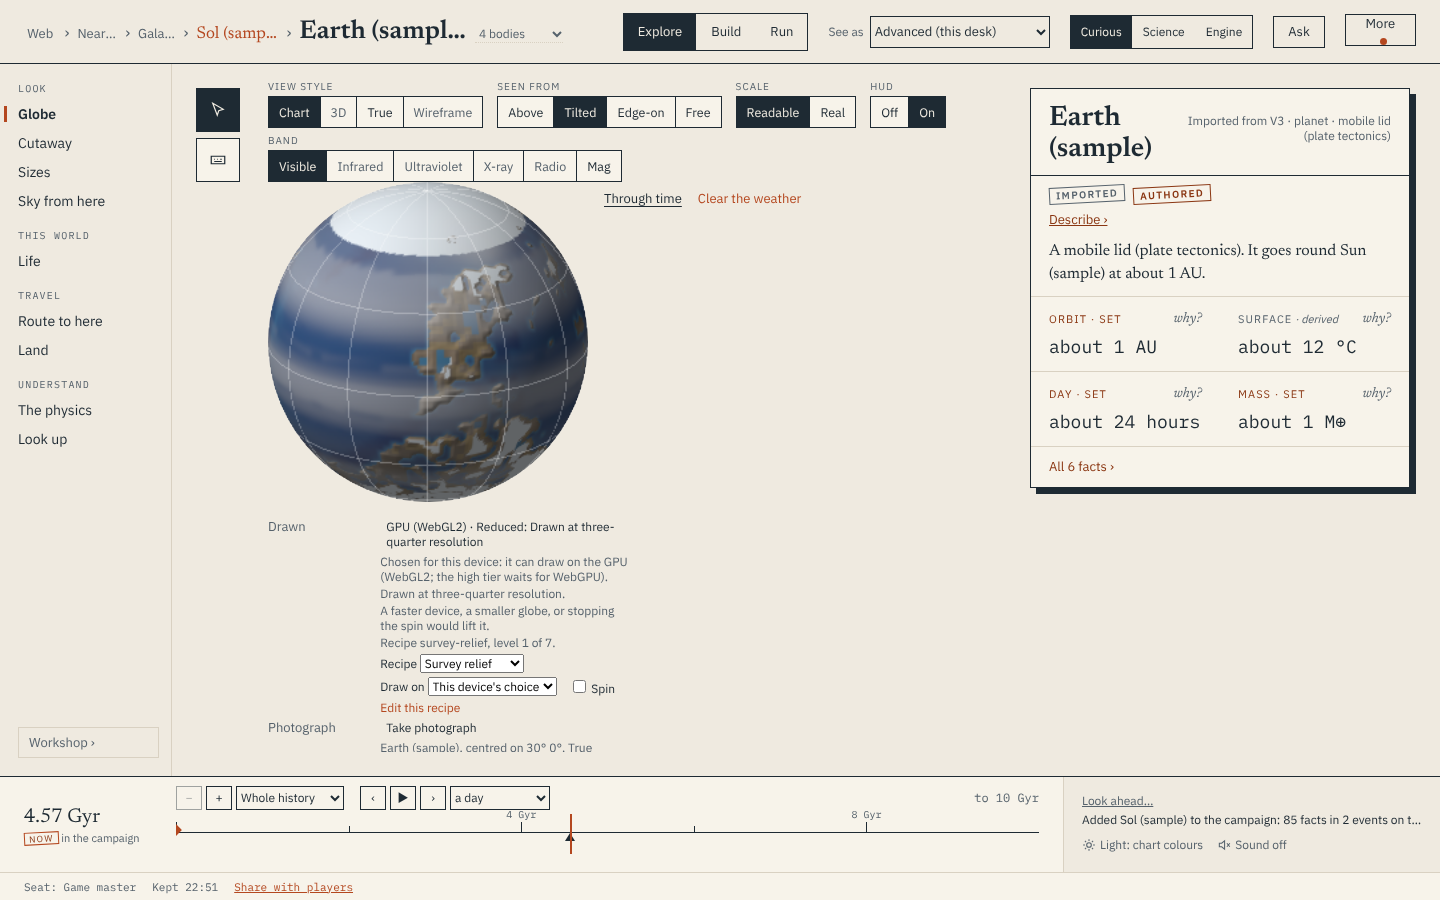 Web › Near... › Gala... › Sol (samp... › Earth (sampl... 4 bodies
Explore Build Run
See as Advanced (this desk)
Curious Science Engine
Ask
More
LOOK
Globe
Cutaway
Sizes
Sky from here
THIS WORLD
Life
TRAVEL
Route to here
Land
UNDERSTAND
The physics
Look up
Workshop ›
VIEW STYLE
Chart 3D True Wireframe
SEEN FROM
Above Tilted Edge-on Free
SCALE
Readable Real
HUD
Off On
BAND
Visible Infrared Ultraviolet X-ray Radio Mag
Through time Clear the weather
Drawn
GPU (WebGL2) · Reduced: Drawn at three-
quarter resolution
Chosen for this device: it can draw on the GPU
(WebGL2; the high tier waits for WebGPU).
Drawn at three-quarter resolution.
A faster device, a smaller globe, or stopping
the spin would lift it.
Recipe survey-relief, level 1 of 7.
Recipe Survey relief
Draw on This device's choice Spin
Edit this recipe
Photograph
Take photograph
Earth (sample), centred on 30° 0°. True
Earth
(sample)
Imported from V3 · planet · mobile lid
(plate tectonics)
IMPORTED AUTHORED
Describe ›
A mobile lid (plate tectonics). It goes round Sun
(sample) at about 1 AU.
ORBIT · SET why?
about 1 AU
SURFACE · derived why?
about 12 °C
DAY · SET why?
about 24 hours
MASS · SET why?
about 1 M⊕
All 6 facts ›
4.57 Gyr
NOW in the campaign
− + Whole history ‹ ▶ › a day
to 10 Gyr
4 Gyr 8 Gyr
Look ahead...
Added Sol (sample) to the campaign: 85 facts in 2 events on t...
Light: chart colours Sound off
Seat: Game master Kept 22:51 Share with players